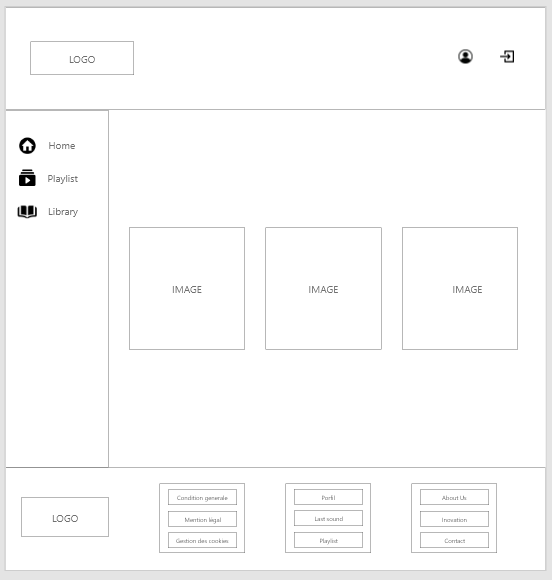 LOGO
Home
Playlist
Library
IMAGE
IMAGE
IMAGE
LOGO
Condition generale
Mention légal
Gestion des cookies
Porfil
Last sound
Playlist
About Us
Inovation
Contact